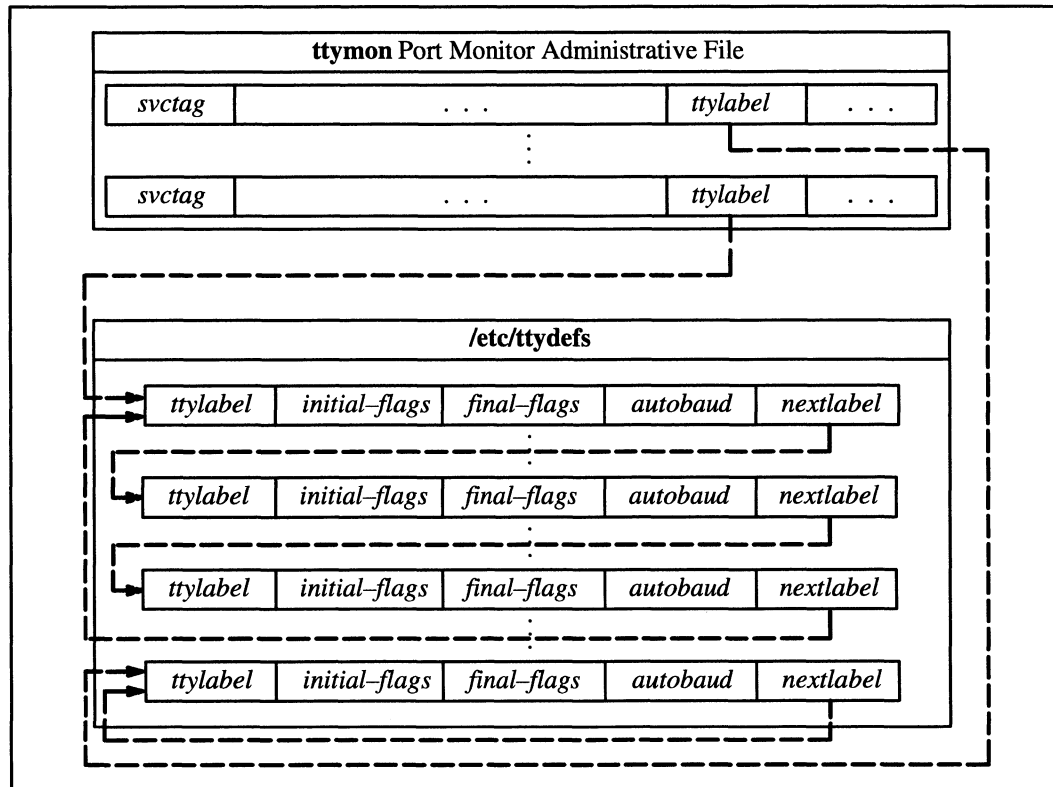 ttymon Port Monitor Administrative File
svctag . . . ttylabel . . .
svctag . . . ttylabel . . .
/etc/ttydefs
ttylabel initial–flags final–flags autobaud nextlabel
ttylabel initial–flags final–flags autobaud nextlabel
ttylabel initial–flags final–flags autobaud nextlabel
ttylabel initial–flags final–flags autobaud nextlabel